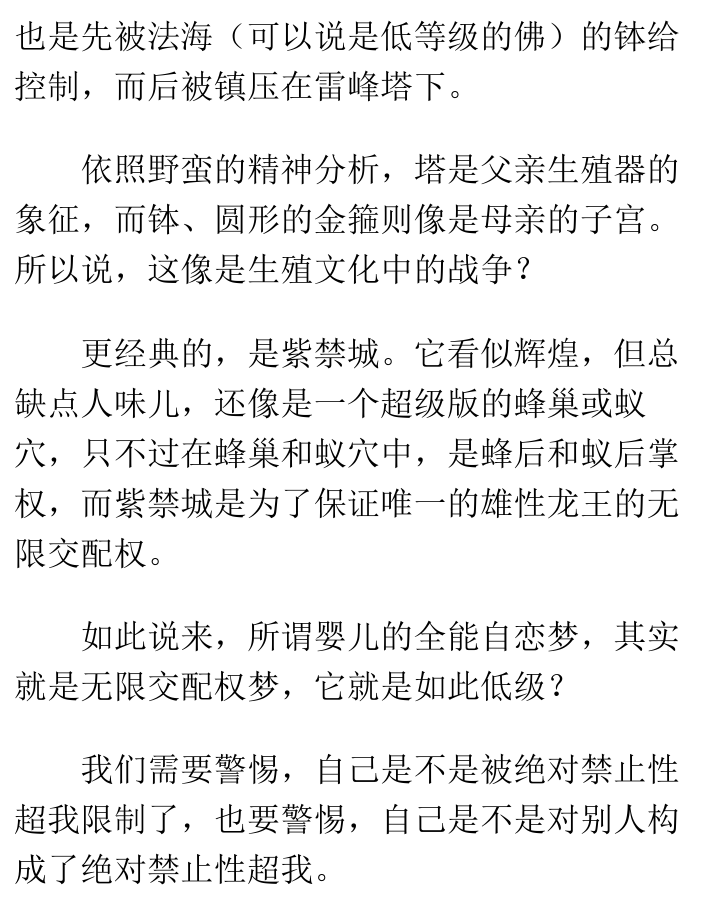 也是先被法海（可以说是低等级的佛）的钵给
控制，而后被镇压在雷峰塔下。
依照野蛮的精神分析，塔是父亲生殖器的
象征，而钵、圆形的金箍则像是母亲的子宫。
所以说，这像是生殖文化中的战争？
更经典的，是紫禁城。它看似辉煌，但总
缺点人味儿，还像是一个超级版的蜂巢或蚁
穴，只不过在蜂巢和蚁穴中，是蜂后和蚁后掌
权，而紫禁城是为了保证唯一的雄性龙王的无
限交配权。
如此说来，所谓婴儿的全能自恋梦，其实
就是无限交配权梦，它就是如此低级？
我们需要警惕，自己是不是被绝对禁止性
超我限制了，也要警惕，自己是不是对别人构
成了绝对禁止性超我。